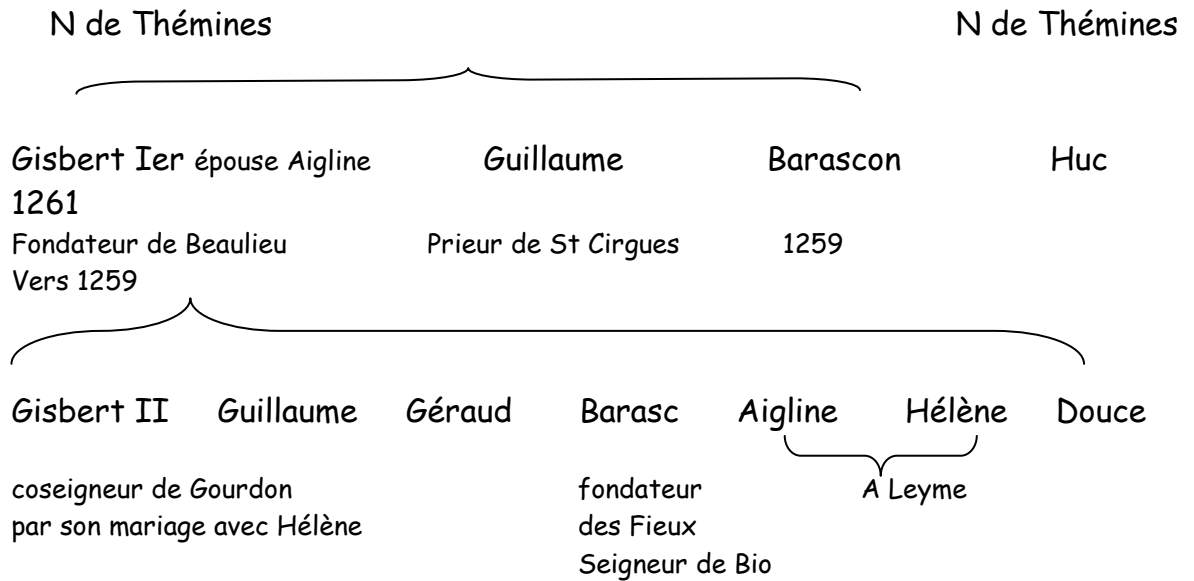 N de Thémines N de Thémines
Gisbert Ier épouse Aigline Guillaume Barascon Huc
1261
Fondateur de Beaulieu Prieur de St Cirgues 1259
Vers 1259
Gisbert II Guillaume Géraud Barasc Aigline Hélène Douce
coseigneur de Gourdon fondateur A Leyme
par son mariage avec Hélène des Fieux
Seigneur de Bio